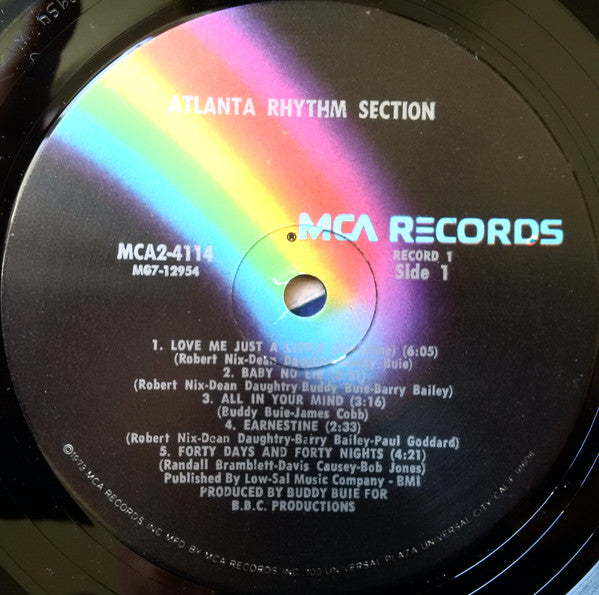 ATLANTA RHYTHM SECTION
® MCA RECORDS
MCA2-4114
MG7-12954
RECORD 1
Side 1
1. LOVE ME JUST A LITTLE (6:05)
(Robert Nix-Dean Buie)
2. BABY NO
(Robert Nix-Dean Daughtry-Buddy Buie-Barry Bailey)
3. ALL IN YOUR MIND (3:16)
(Buddy Buie-James Cobb)
4. EARNESTINE (2:33)
(Robert Nix-Dean Daughtry-Barry Bailey-Paul Goddard)
5. FORTY DAYS AND FORTY NIGHTS (4:21)
(Randall Bramblett-Davis Causey-Bob Jones)
Published By Low-Sal Music Company - BMI
PRODUCED BY BUDDY BUIE FOR
B.B.C. PRODUCTIONS
MCA RECORDS INC. MFD BY MCA RECORDS, INC., 100 UNIVERSAL PLAZA, UNIVERSAL CITY, CALIF.